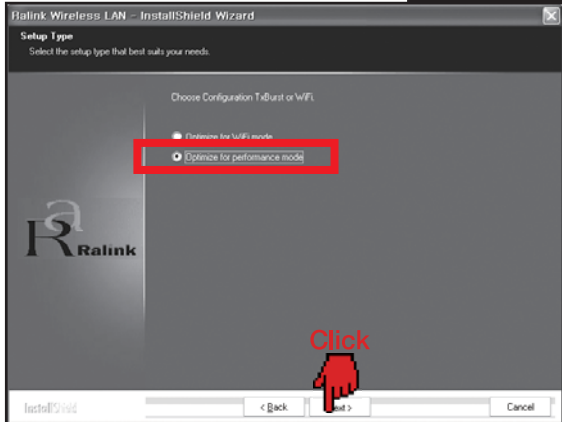 Ralink Wireless LAN - InstallShield Wizard
Setup Type
Select the setup type that best suits your needs.
Choose Configuration TxBurst or WiFi.
Optimize for WiFi mode
Optimize for performance mode
Ralink
Click
InstallShield
< Back
Cancel